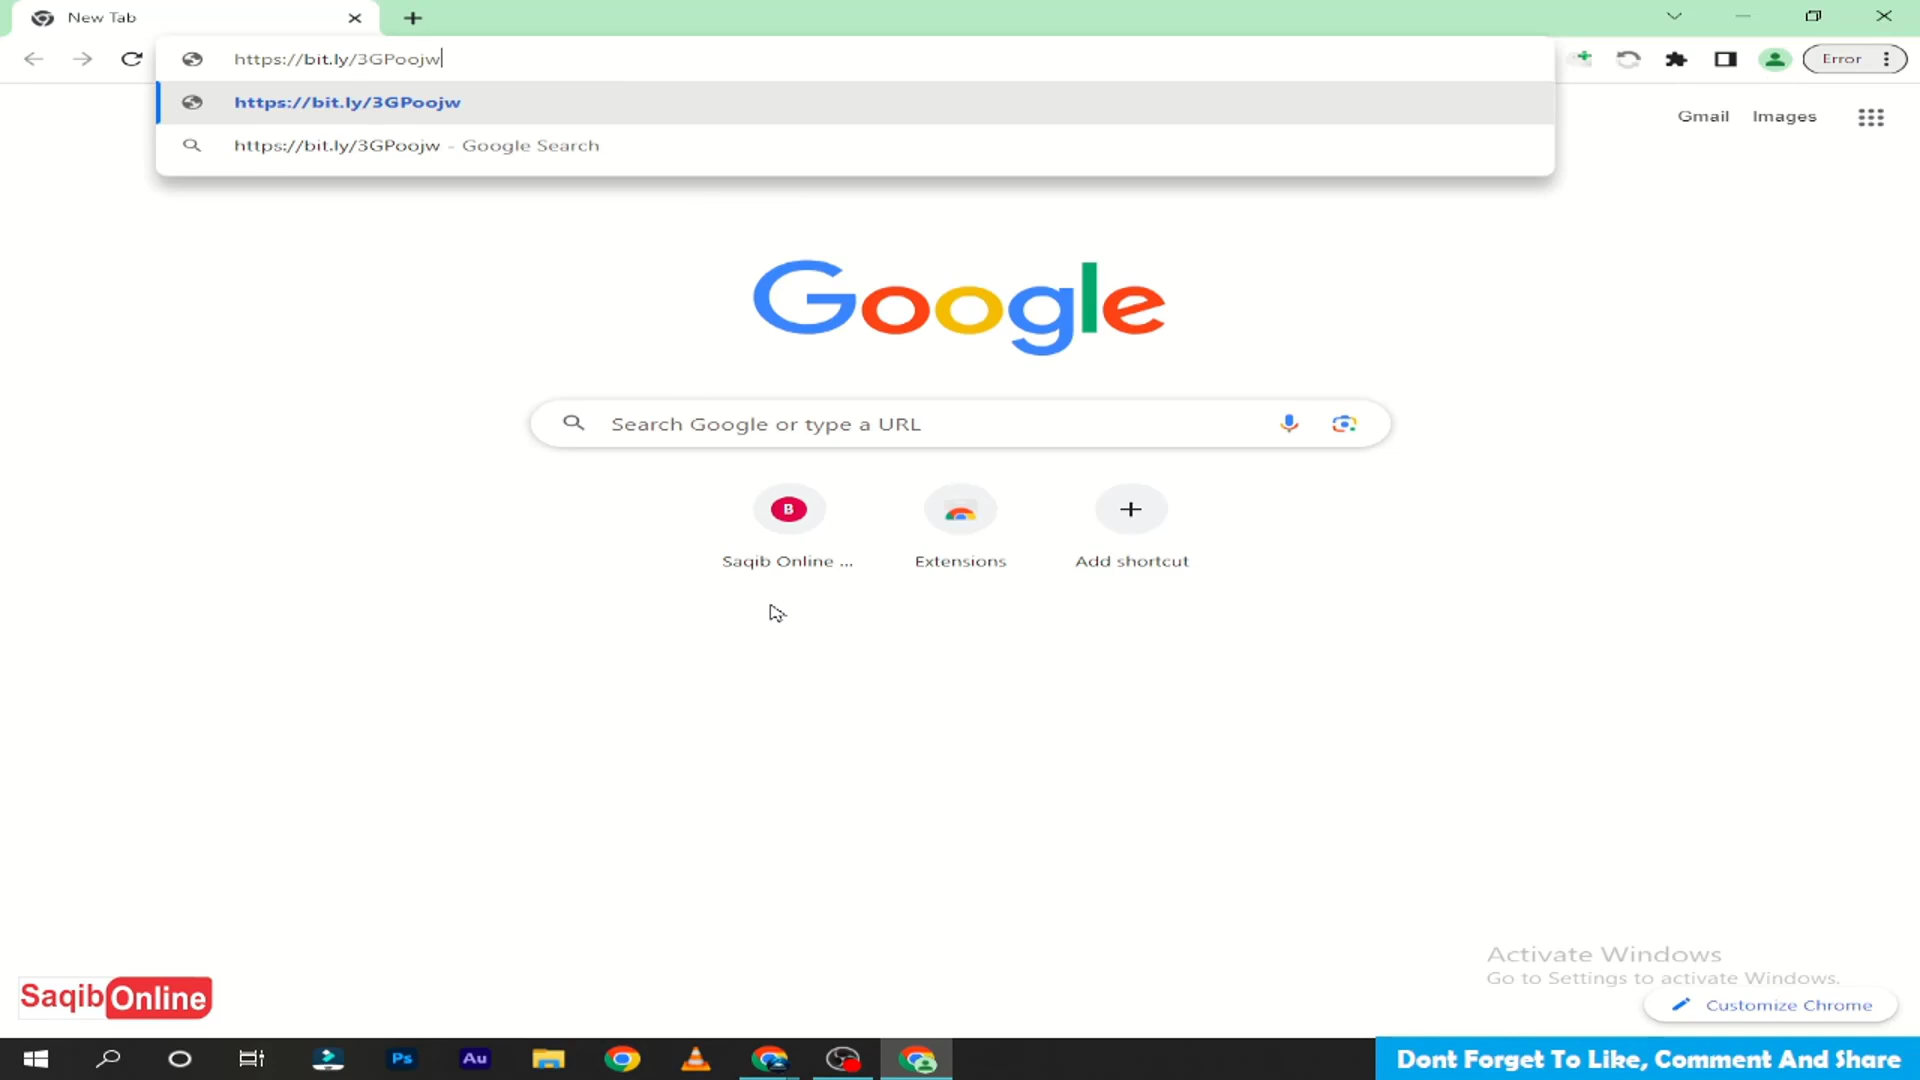 New Tab
https://bit.ly/3GPoojw
Error
https://bit.ly/3GPoojw
https://bit.ly/3GPoojw - Google Search
Gmail Images
Google
Search Google or type a URL
B
Saqib Online ...
Extensions
Add shortcut
Activate Windows
Go to Settings to activate Windows.
Customize Chrome
Saqib Online
Ps
Au
Dont Forget To Like, Comment And Share